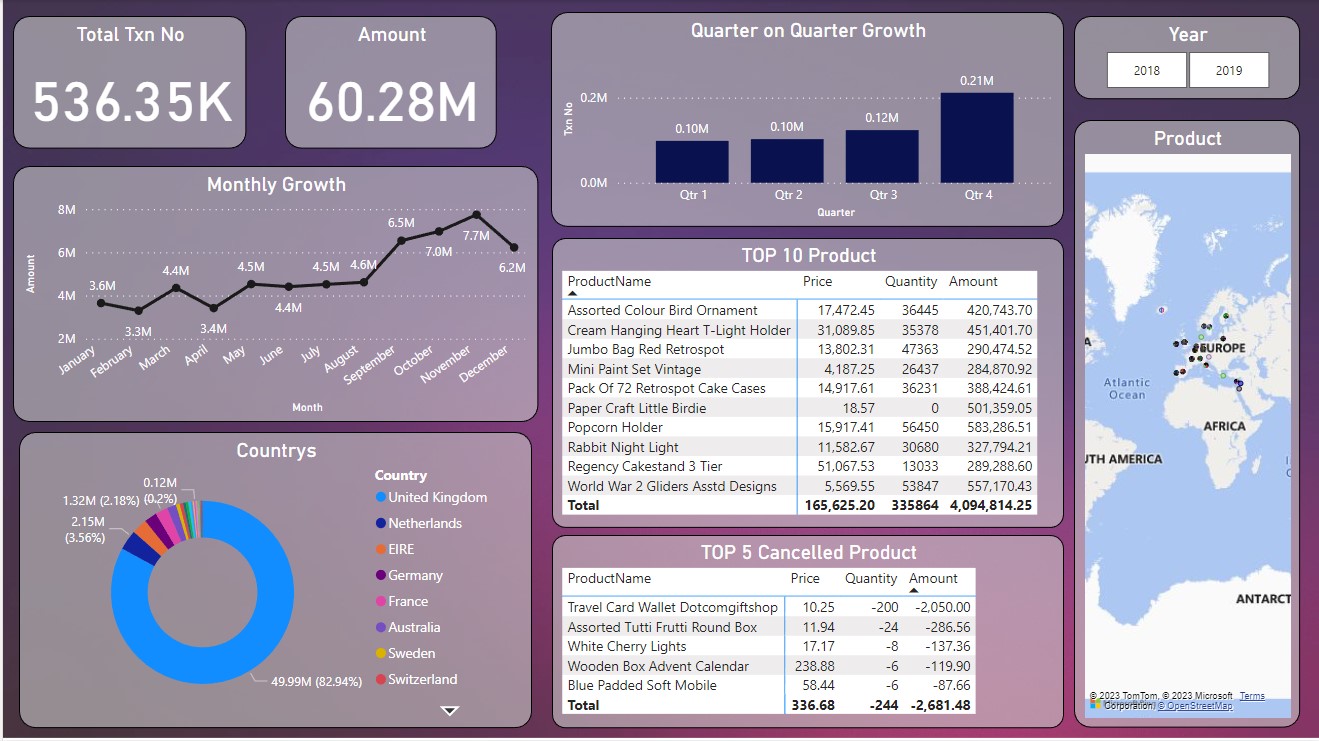 Total Txn No
536.35K
Amount
60.28M
Quarter on Quarter Growth
Txn No
0.2M
0.0M
0.10M
0.10M
0.12M
0.21M
Qtr 1 Qtr 2 Qtr 3 Qtr 4
Quarter
Year
2018 2019
Monthly Growth
Amount
8M
6M
4M
2M
3.6M
3.3M
4.4M
3.4M
4.5M
4.4M
4.5M
4.6M
6.5M
7.0M
7.7M
6.2M
January February March April May June July August September October November December
Month
TOP 10 Product
ProductName Price Quantity Amount
Assorted Colour Bird Ornament 17,472.45 36445 420,743.70
Cream Hanging Heart T-Light Holder 31,089.85 35378 451,401.70
Jumbo Bag Red Retrospot 13,802.31 47363 290,474.52
Mini Paint Set Vintage 4,187.25 26437 284,870.92
Pack Of 72 Retrospot Cake Cases 14,917.61 36231 388,424.61
Paper Craft Little Birdie 18.57 0 501,359.05
Popcorn Holder 15,917.41 56450 583,286.51
Rabbit Night Light 11,582.67 30680 327,794.21
Regency Cakestand 3 Tier 51,067.53 13033 289,288.60
World War 2 Gliders Asstd Designs 5,569.55 53847 557,170.43
Total 165,625.20 335864 4,094,814.25
Countrys
0.12M
(0.2%)
1.32M (2.18%)
2.15M
(3.56%)
49.99M (82.94%)
Country
United Kingdom
Netherlands
EIRE
Germany
France
Australia
Sweden
Switzerland
TOP 5 Cancelled Product
ProductName Price Quantity Amount
Travel Card Wallet Dotcomgiftshop 10.25 -200 -2,050.00
Assorted Tutti Frutti Round Box 11.94 -24 -286.56
White Cherry Lights 17.17 -8 -137.36
Wooden Box Advent Calendar 238.88 -6 -119.90
Blue Padded Soft Mobile 58.44 -6 -87.66
Total 336.68 -244 -2,681.48
Product
EUROPE
Atlantic
Ocean
AFRICA
UTH AMERICA
ANTARCT
© 2023 TomTom, © 2023 Microsoft Terms
Corporation, © OpenStreetMap